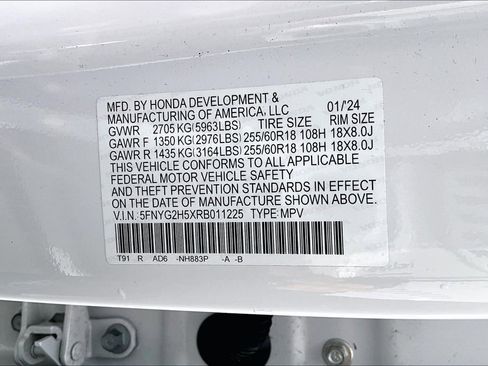 MFD. BY HONDA DEVELOPMENT &
MANUFACTURING OF AMERICA, LLC 01/'24
GVWR 2705 KG(5963LBS) TIRE SIZE RIM SIZE
GAWR F 1350 KG(2976LBS) 255/60R18 108H 18X8.0J
GAWR R 1435 KG(3164LBS) 255/60R18 108H 18X8.0J
THIS VEHICLE CONFORMS TO ALL APPLICABLE
FEDERAL MOTOR VEHICLE SAFETY
AND THEFT PREVENTION STANDARDS IN EFFECT
ON THE DATE OF MANUFACTURE SHOWN ABOVE.
V.I.N.: 5FNYG2H5XRB011225 TYPE: MPV
T91 R AD6 -NH883P -A -B